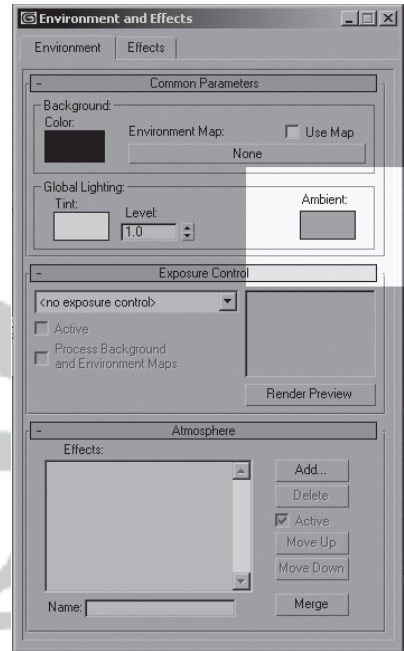 Environment and Effects
Environment Effects
- Common Parameters
Background:
Color:
Environment Map: Use Map
None
Global Lighting:
Tint: Level: Ambient:
1.0
- Exposure Control
<no exposure control>
Active
Process Background
and Environment Maps
Render Preview
- Atmosphere
Effects:
Add...
Delete
Active
Move Up
Move Down
Name: Merge